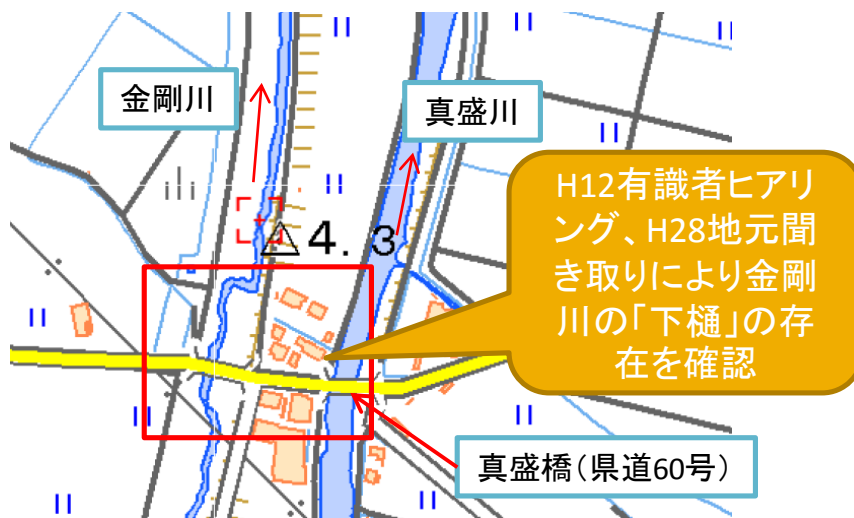 金剛川
真盛川
4.3
H12有識者ヒアリ
ング、H28地元聞
き取りにより金剛
川の「下樋」の存
在を確認
真盛橋(県道60号)